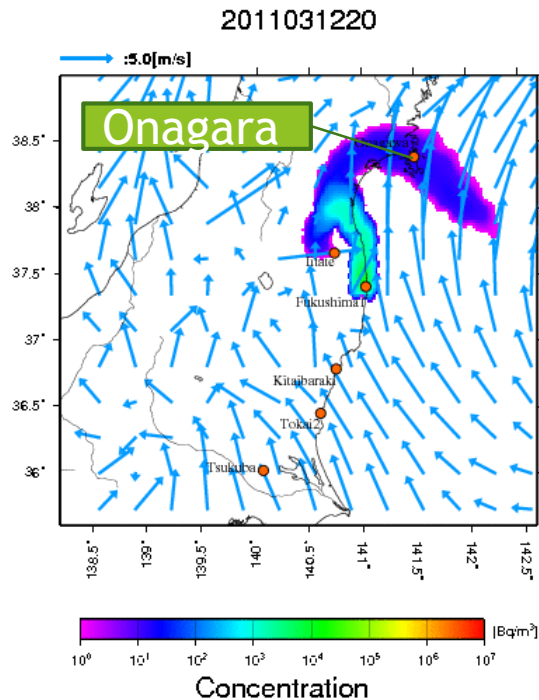 2011031220
:5.0[m/s]
Onagara
38.5°
38°
37.5°
37°
36.5°
36°
Iitate
Fukushima1
Kitaibaraki
Tokai2
Tsukuba
138.5°
139°
139.5°
140°
140.5°
141°
141.5°
142°
142.5°
10⁰
10¹
10²
10³
10⁴
10⁵
10⁶
10⁷
[Bq/m³]
Concentration